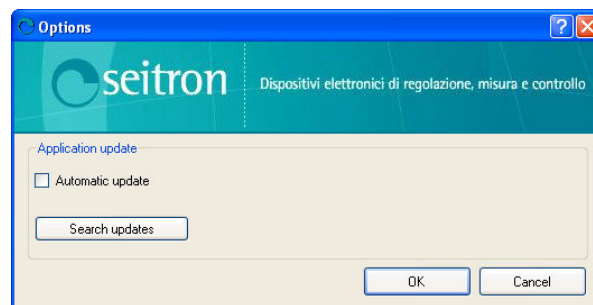 Options
seitron
Dispositivi elettronici di regolazione, misura e controllo
Application update
Automatic update
Search updates
OK
Cancel